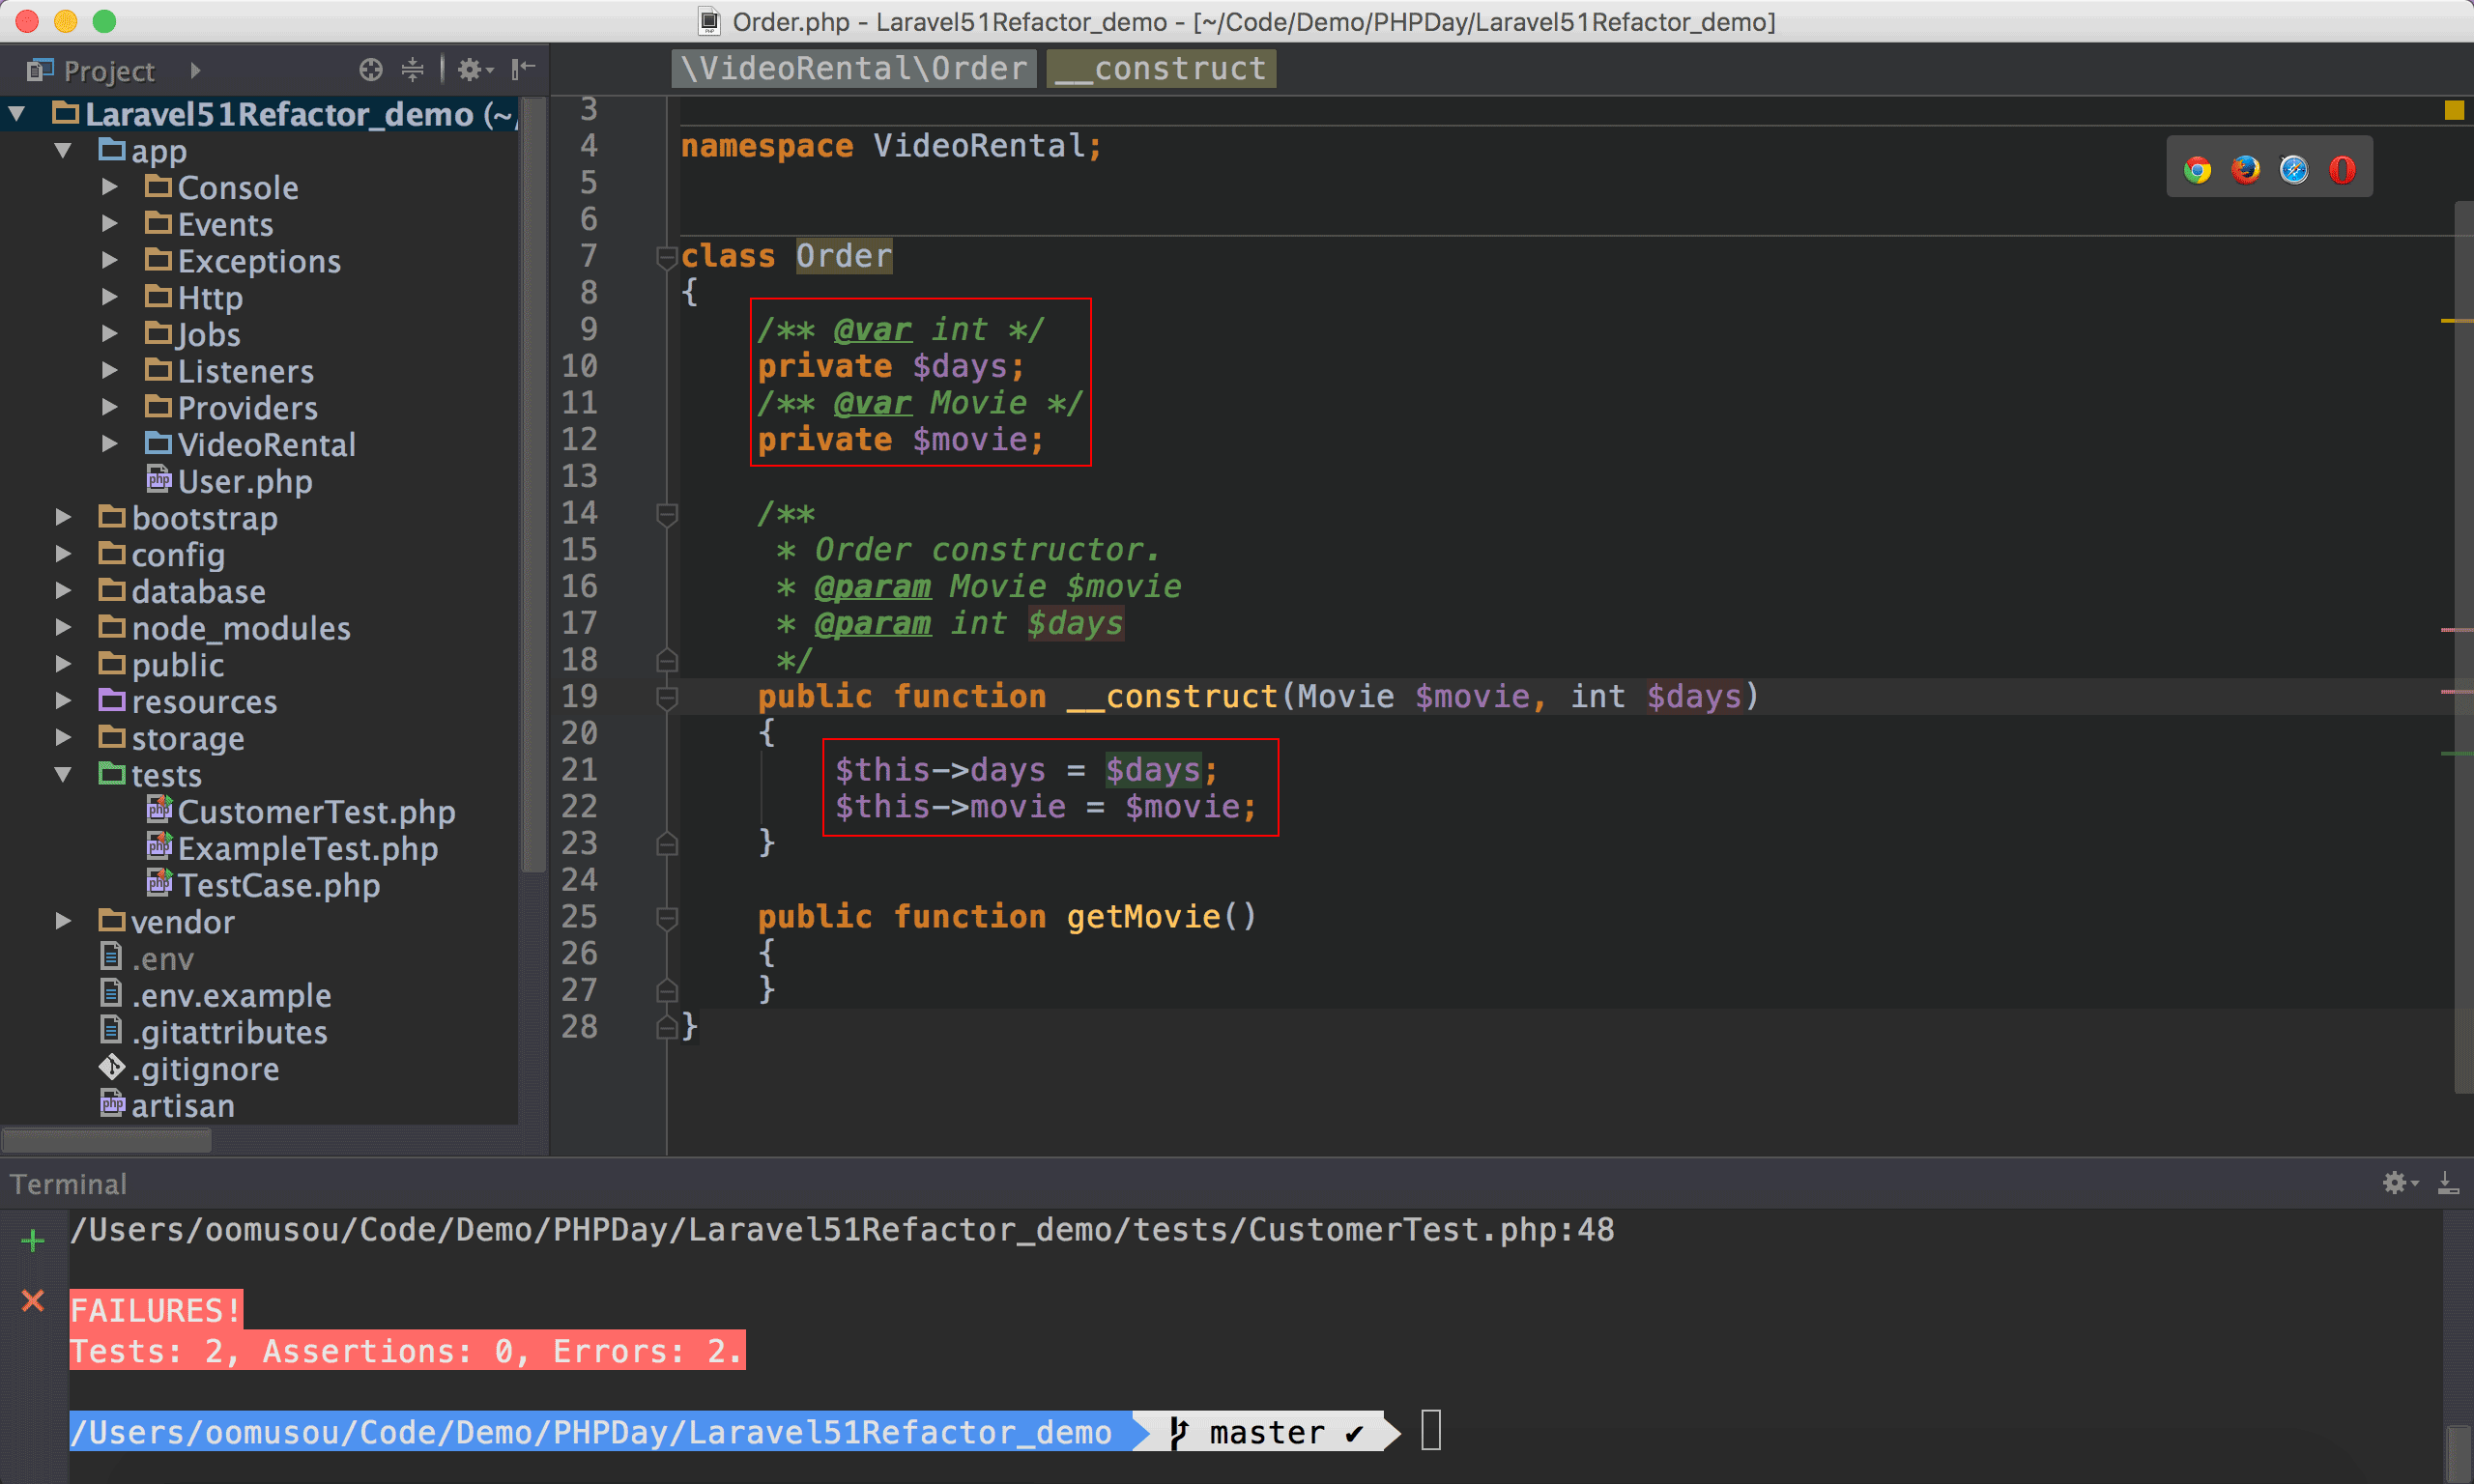 Order.php - Laravel51Refactor_demo - [~/Code/Demo/PHPDay/Laravel51Refactor_demo]
Project
\VideoRental\Order __construct
Laravel51Refactor_demo (~/
app
Console
Events
Exceptions
Http
Jobs
Listeners
Providers
VideoRental
User.php
bootstrap
config
database
node_modules
public
resources
storage
tests
CustomerTest.php
ExampleTest.php
TestCase.php
vendor
.env
.env.example
.gitattributes
.gitignore
artisan
3
4 namespace VideoRental;
5
6
7 class Order
8 {
9 /** @var int */
10 private $days;
11 /** @var Movie */
12 private $movie;
13
14 /**
15 * Order constructor.
16 * @param Movie $movie
17 * @param int $days
18 */
19 public function __construct(Movie $movie, int $days)
20 {
21 $this->days = $days;
22 $this->movie = $movie;
23 }
24
25 public function getMovie()
26 {
27 }
28 }
Terminal
/Users/oomusou/Code/Demo/PHPDay/Laravel51Refactor_demo/tests/CustomerTest.php:48
FAILURES!
Tests: 2, Assertions: 0, Errors: 2.
/Users/oomusou/Code/Demo/PHPDay/Laravel51Refactor_demo master ✔